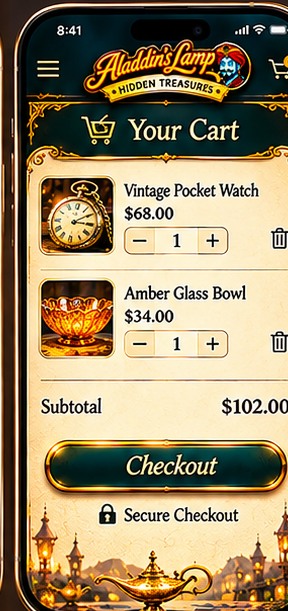 8:41
Aladdin's Lamp
HIDDEN TREASURES
Your Cart
Vintage Pocket Watch
$68.00
− 1 +
Amber Glass Bowl
$34.00
− 1 +
Subtotal $102.00
Checkout
Secure Checkout